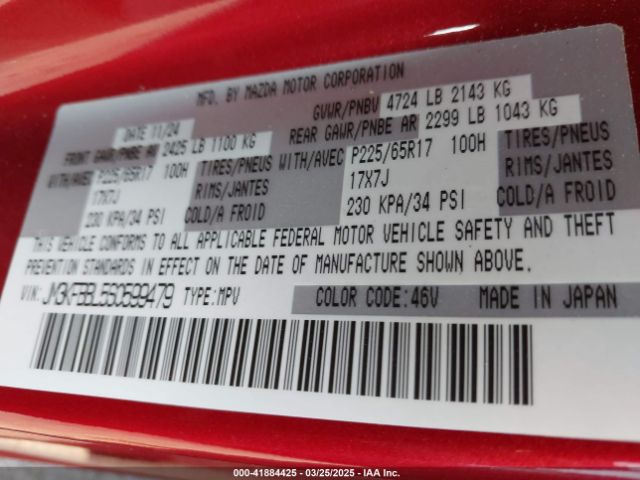 MFD. BY MAZDA MOTOR CORPORATION
DATE 11/24 GVWR/PNBV 4724 LB 2143 KG
FRONT GAWR/PNBE AV 2425 LB 1100 KG REAR GAWR/PNBE AR 2299 LB 1043 KG
WITH/AVEC P225/65R17 100H TIRES/PNEUS WITH/AVEC P225/65R17 100H TIRES/PNEUS
17X7J RIMS/JANTES 17X7J RIMS/JANTES
230 KPA/34 PSI COLD/A FROID 230 KPA/34 PSI COLD/A FROID
THIS VEHICLE CONFORMS TO ALL APPLICABLE FEDERAL MOTOR VEHICLE SAFETY AND THEFT
PREVENTION STANDARDS IN EFFECT ON THE DATE OF MANUFACTURE SHOWN ABOVE.
VIN: JM3KFBBL5S0599479 TYPE:MPV COLOR CODE:46V MADE IN JAPAN
000-41884425 - 03/25/2025 - IAA Inc.